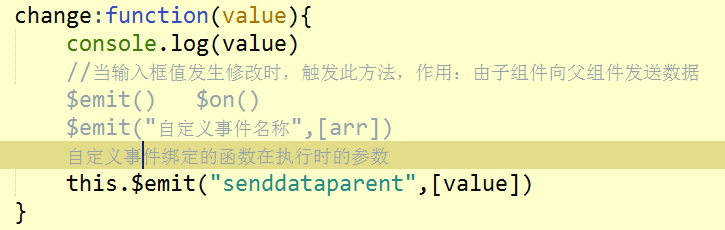 change:function(value){
console.log(value)
//当输入框值发生修改时，触发此方法，作用：由子组件向父组件发送数据
$emit()   $on()
$emit("自定义事件名称",[arr])
自定义事件绑定的函数在执行时的参数
this.$emit("senddataparent",[value])
}